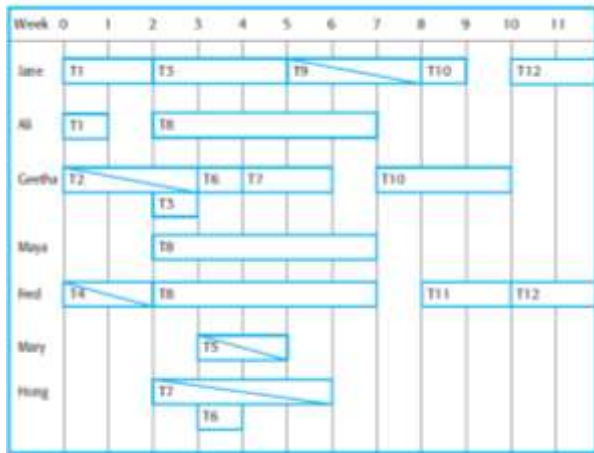 Week 0 1 2 3 4 5 6 7 8 9 10 11
Jane T1 T3 T9 T10 T12
Ali T1 T8
Geetha T2 T6 T7 T10
T3
Maya T8
Fred T4 T8 T11 T12
Mary T5
Hong T7
T6